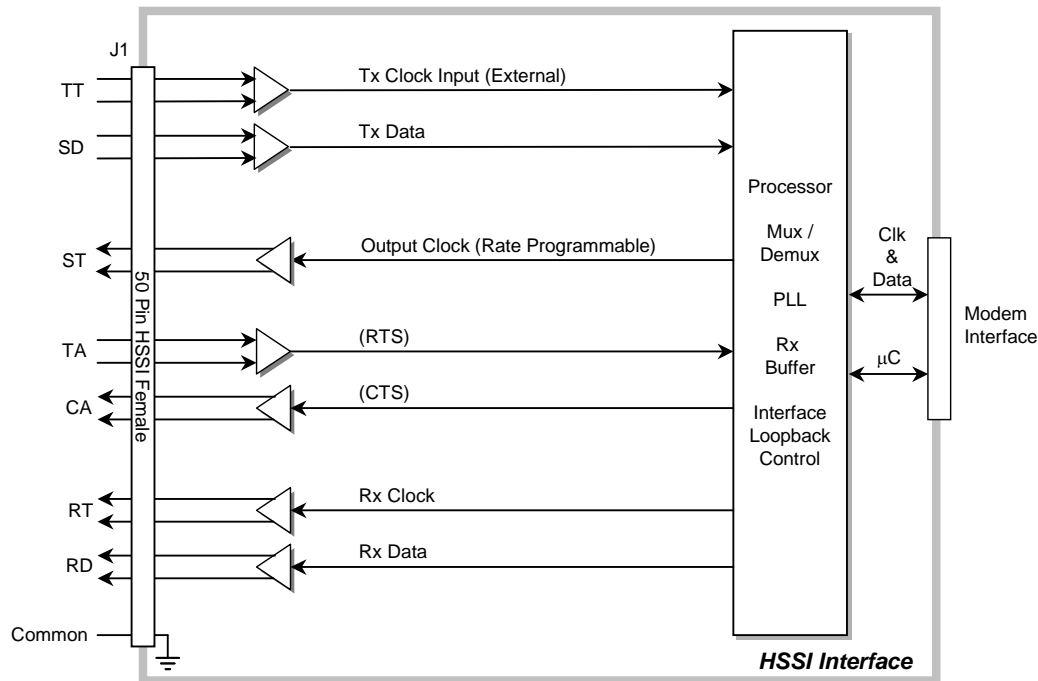 J1
TT
Tx Clock Input (External)
SD
Tx Data
ST
Output Clock (Rate Programmable)
TA
(RTS)
CA
(CTS)
RT
Rx Clock
RD
Rx Data
Common
50 Pin HSSI Female
Processor
Mux /
Demux
PLL
Rx
Buffer
Interface
Loopback
Control
Clk
&
Data
μC
Modem
Interface
HSSI Interface